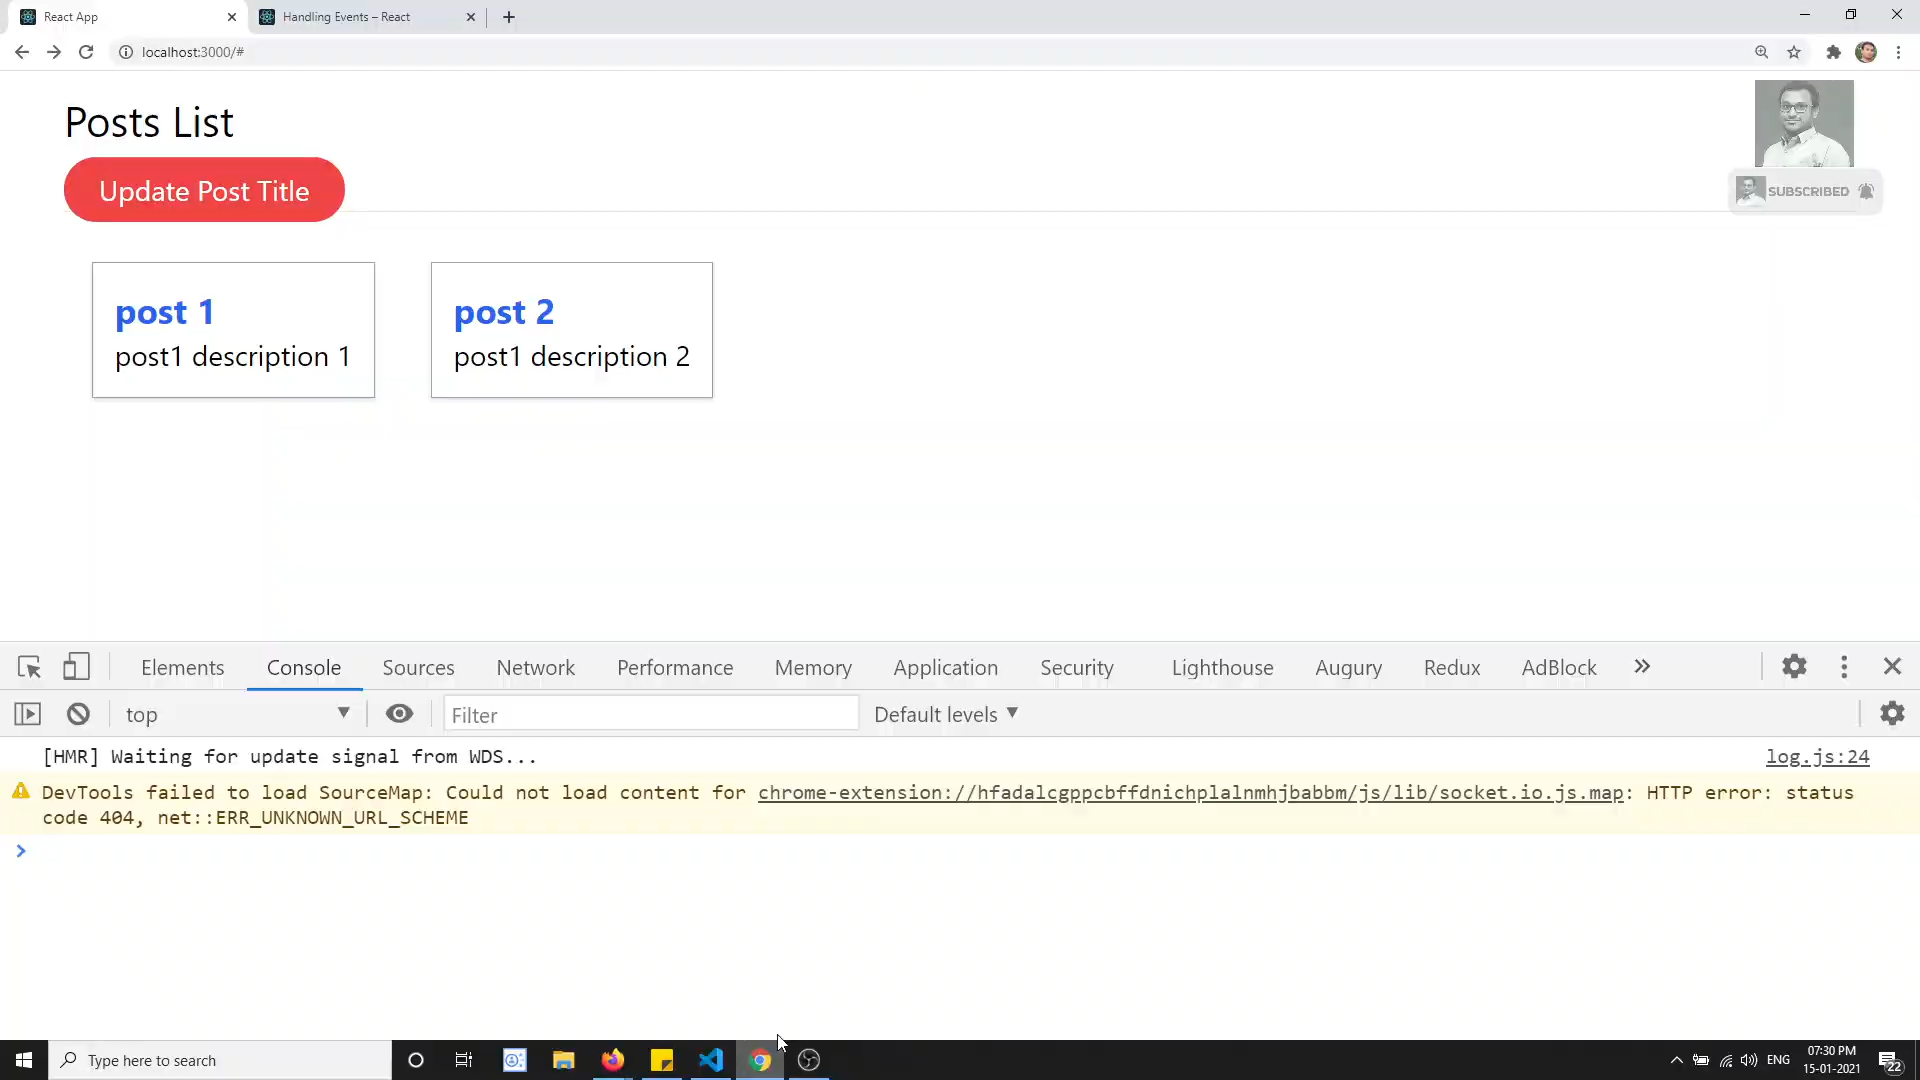 React App
Handling Events – React
localhost:3000/#
Posts List
Update Post Title
SUBSCRIBED
post 1
post1 description 1
post 2
post1 description 2
Elements Console Sources Network Performance Memory Application Security Lighthouse Augury Redux AdBlock
top Filter Default levels
[HMR] Waiting for update signal from WDS... log.js:24
DevTools failed to load SourceMap: Could not load content for chrome-extension://hfadalcgppcbffdnichplalnmhjbabbm/js/lib/socket.io.js.map: HTTP error: status
code 404, net::ERR_UNKNOWN_URL_SCHEME
Type here to search
ENG
07:30 PM
15-01-2021
22